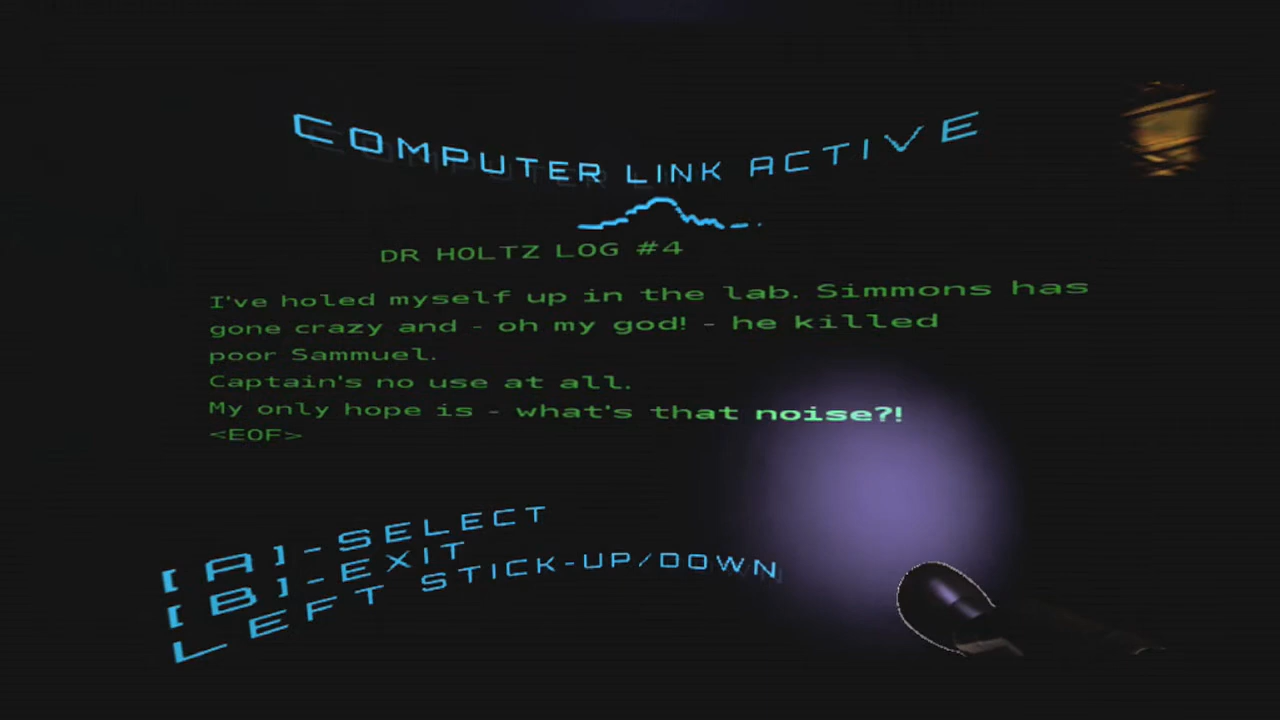 COMPUTER LINK ACTIVE
DR HOLTZ LOG #4
I've holed myself up in the lab. Simmons has
gone crazy and - oh my god! - he killed
poor Sammuel.
Captain's no use at all.
My only hope is - what's that noise?!
<EOF>
[A]-SELECT
[B]-EXIT
LEFT STICK-UP/DOWN